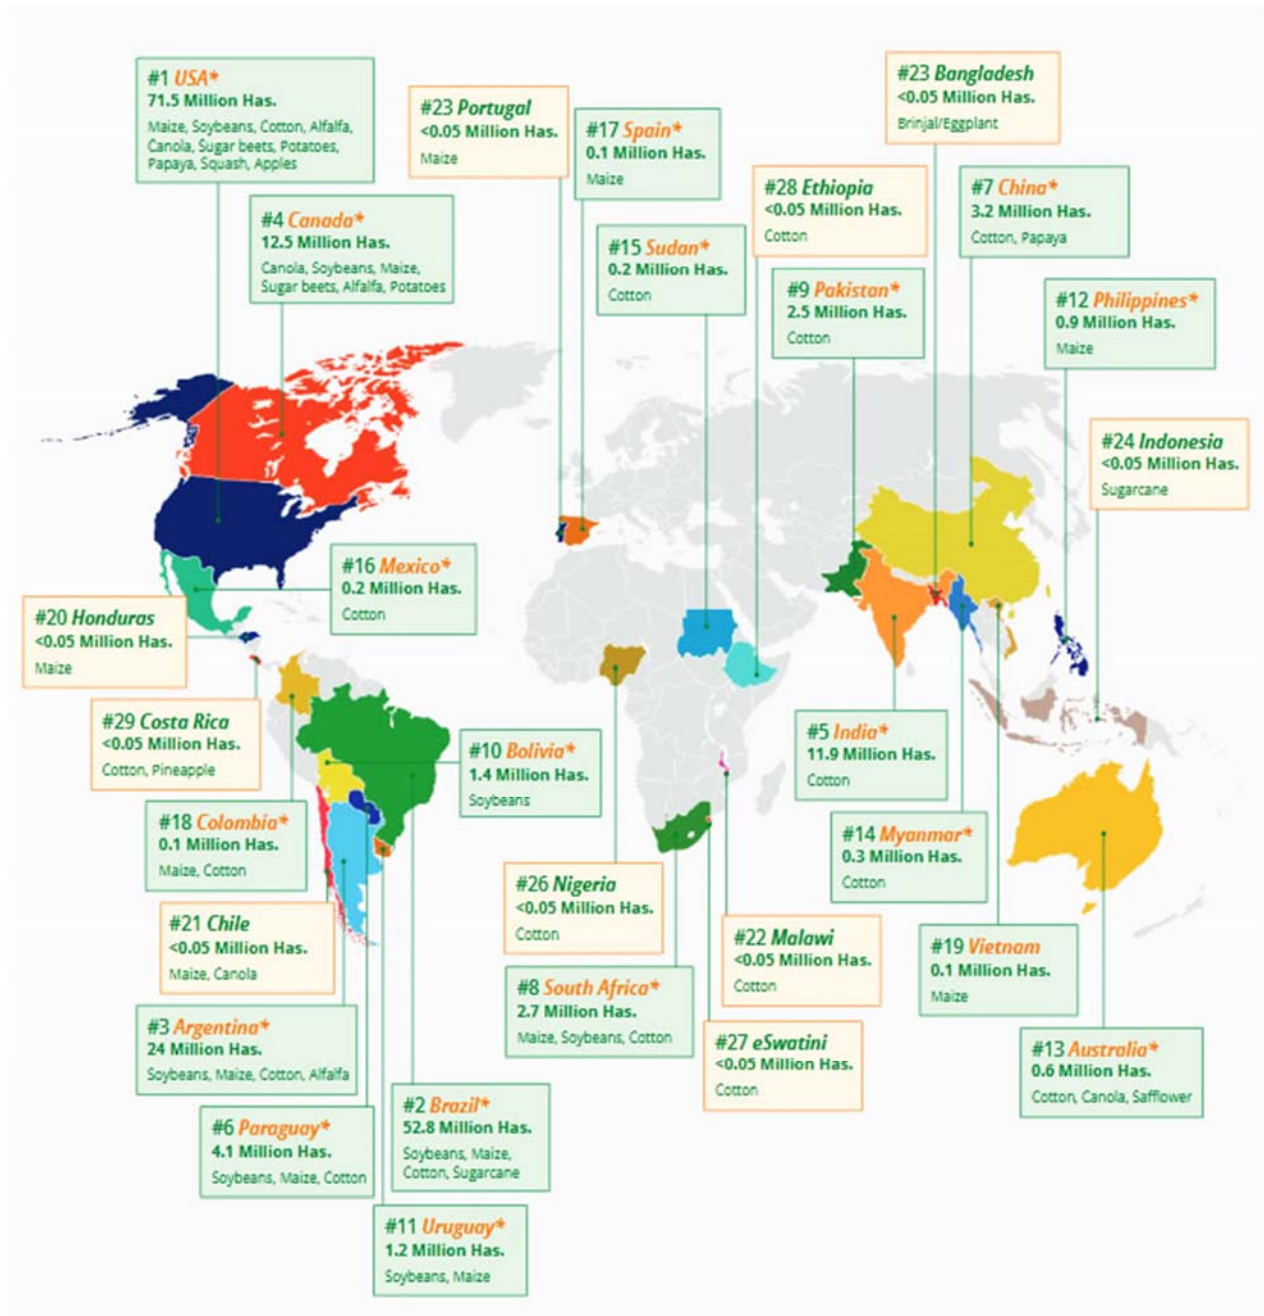 #1 USA*
71.5 Million Has.
Maize, Soybeans, Cotton, Alfalfa,
Canola, Sugar beets, Potatoes,
Papaya, Squash, Apples
#23 Portugal
<0.05 Million Has.
Maize
#17 Spain*
0.1 Million Has.
Maize
#23 Bangladesh
<0.05 Million Has.
Brinjal/Eggplant
#4 Canada*
12.5 Million Has.
Canola, Soybeans, Maize,
Sugar beets, Alfalfa, Potatoes
#15 Sudan*
0.2 Million Has.
Cotton
#28 Ethiopia
<0.05 Million Has.
Cotton
#7 China*
3.2 Million Has.
Cotton, Papaya
#9 Pakistan*
2.5 Million Has.
Cotton
#12 Philippines*
0.9 Million Has.
Maize
#24 Indonesia
<0.05 Million Has.
Sugarcane
#16 Mexico*
0.2 Million Has.
Cotton
#20 Honduras
<0.05 Million Has.
Maize
#29 Costa Rica
<0.05 Million Has.
Cotton, Pineapple
#10 Bolivia*
1.4 Million Has.
Soybeans
#5 India*
11.9 Million Has.
Cotton
#18 Colombia*
0.1 Million Has.
Maize, Cotton
#14 Myanmar*
0.3 Million Has.
Cotton
#26 Nigeria
<0.05 Million Has.
Cotton
#21 Chile
<0.05 Million Has.
Maize, Canola
#22 Malawi
<0.05 Million Has.
Cotton
#19 Vietnam
0.1 Million Has.
Maize
#8 South Africa*
2.7 Million Has.
Maize, Soybeans, Cotton
#3 Argentina*
24 Million Has.
Soybeans, Maize, Cotton, Alfalfa
#27 eSwatini
<0.05 Million Has.
Cotton
#13 Australia*
0.6 Million Has.
Cotton, Canola, Safflower
#2 Brazil*
52.8 Million Has.
Soybeans, Maize,
Cotton, Sugarcane
#6 Paraguay*
4.1 Million Has.
Soybeans, Maize, Cotton
#11 Uruguay*
1.2 Million Has.
Soybeans, Maize